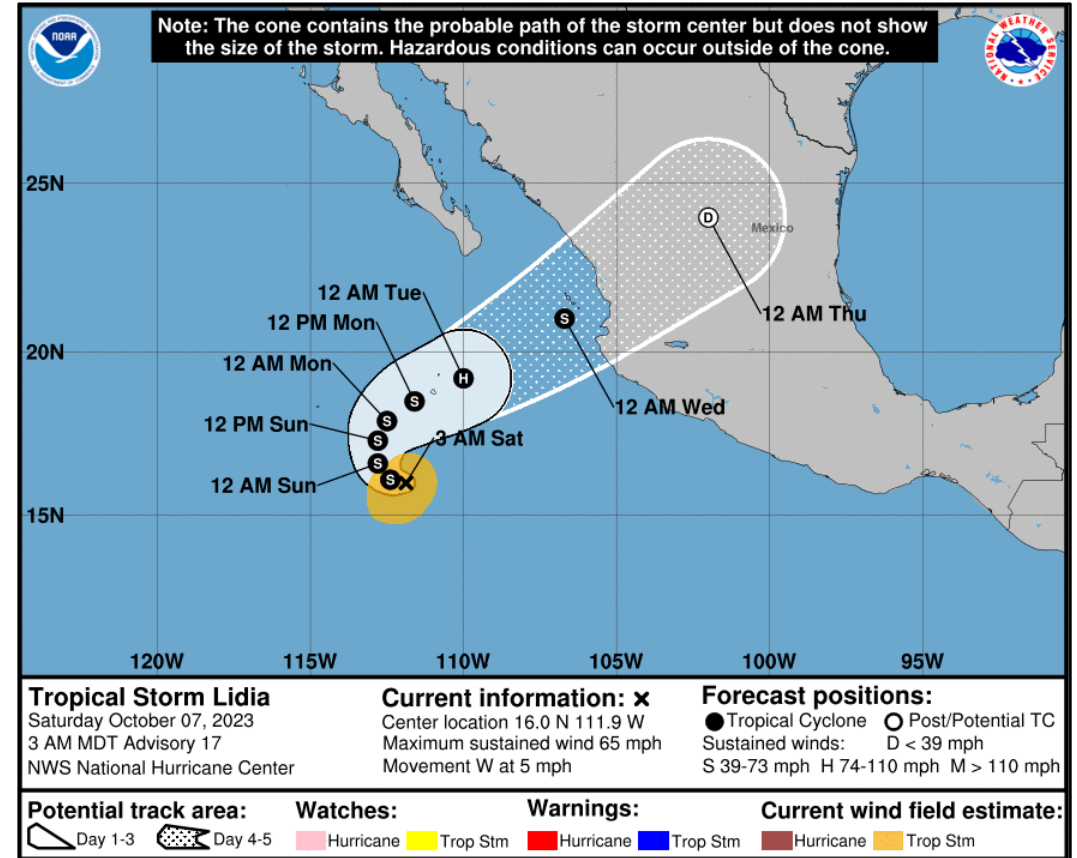 Note: The cone contains the probable path of the storm center but does not show
the size of the storm. Hazardous conditions can occur outside of the cone.
NOAA
NATIONAL WEATHER SERVICE
25N
20N
15N
Mexico
D
12 AM Thu
12 AM Tue
12 PM Mon
12 AM Mon
12 PM Sun
12 AM Sun
3 AM Sat
12 AM Wed
S
H
S
S
S
S
S
120W 115W 110W 105W 100W 95W
Tropical Storm Lidia
Saturday October 07, 2023
3 AM MDT Advisory 17
NWS National Hurricane Center
Current information: x
Center location 16.0 N 111.9 W
Maximum sustained wind 65 mph
Movement W at 5 mph
Forecast positions:
Tropical Cyclone Post/Potential TC
Sustained winds: D < 39 mph
S 39-73 mph H 74-110 mph M > 110 mph
Potential track area:
Day 1-3 Day 4-5
Watches:
Hurricane Trop Stm
Warnings:
Hurricane Trop Stm
Current wind field estimate:
Hurricane Trop Stm